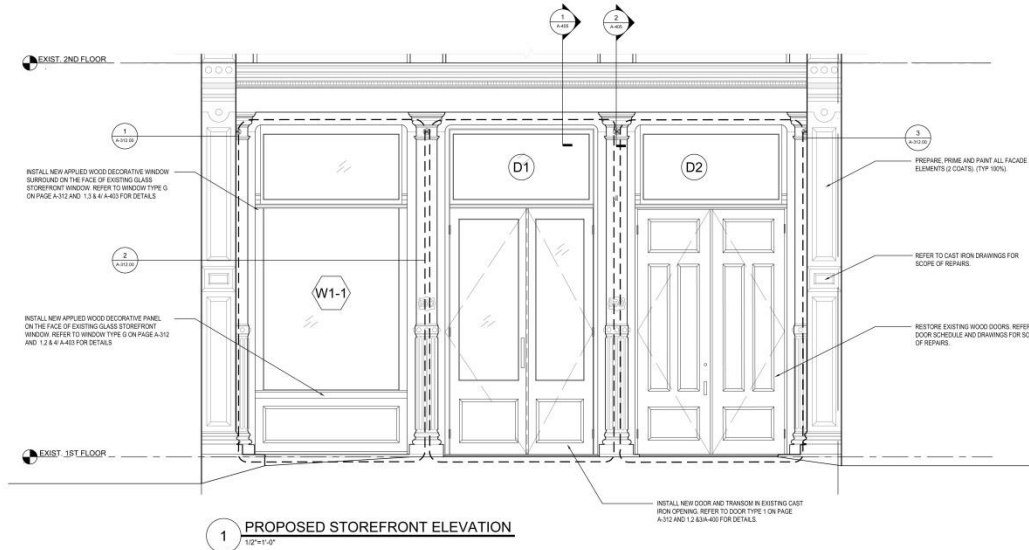 1
A-400
2
A-400
EXIST. 2ND FLOOR
1
A-312.00
3
A-312.00
D1
D2
PREPARE, PRIME AND PAINT ALL FACADE
ELEMENTS (2 COATS). (TYP 100%).
INSTALL NEW APPLIED WOOD DECORATIVE WINDOW
SURROUND ON THE FACE OF EXISTING GLASS
STOREFRONT WINDOW. REFER TO WINDOW TYPE G
ON PAGE A-312 AND 1,3 & 4/ A-403 FOR DETAILS
2
A-312.00
REFER TO CAST IRON DRAWINGS FOR
SCOPE OF REPAIRS.
W1-1
INSTALL NEW APPLIED WOOD DECORATIVE PANEL
ON THE FACE OF EXISTING GLASS STOREFRONT
WINDOW. REFER TO WINDOW TYPE G ON PAGE A-312
AND 1,2 & 4/ A-403 FOR DETAILS
RESTORE EXISTING WOOD DOORS. REFER
DOOR SCHEDULE AND DRAWINGS FOR SC
OF REPAIRS.
EXIST. 1ST FLOOR
INSTALL NEW DOOR AND TRANSOM IN EXISTING CAST
IRON OPENING. REFER TO DOOR TYPE 1 ON PAGE
A-312 AND 1,2 &3/A-400 FOR DETAILS.
1
PROPOSED STOREFRONT ELEVATION
1/2"=1'-0"